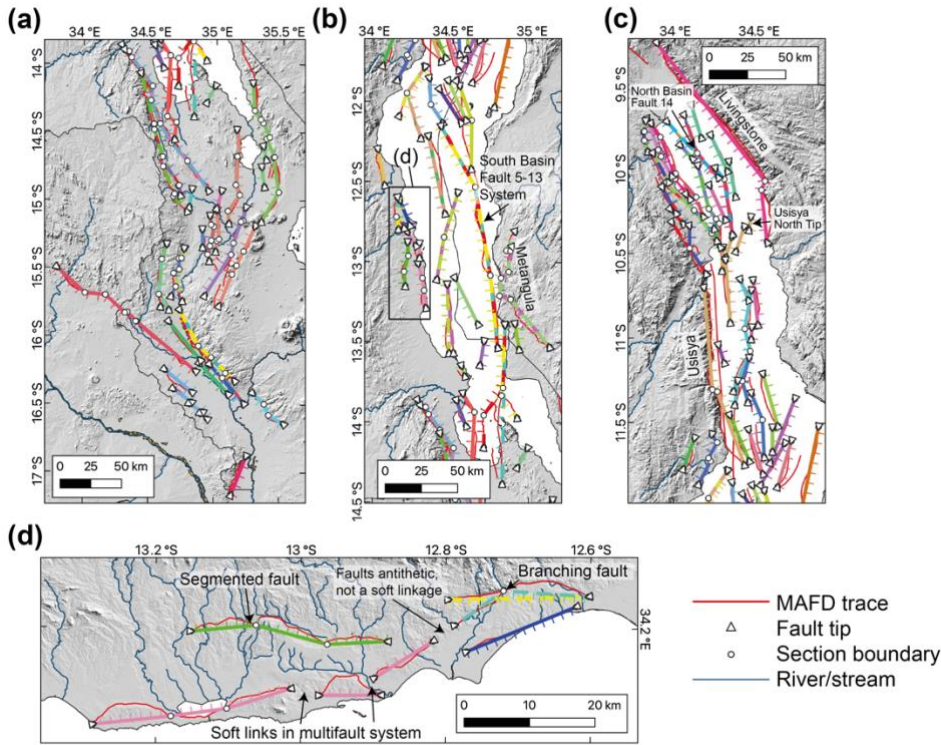 (a)
34 °E
34.5
35
35.5
14°S
14.5°S
15°S
15.5°S
16°S
16.5°S
17°S
0 25 50 km
(b)
34 °E
34.5
35
12°S
12.5°S
13°S
13.5°S
14°S
14.5°S
(d)
South Basin
Fault 5-13
System
Metangula
0 25 50 km
(c)
34 °E
34.5
9.5°S
10°S
10.5°S
11°S
11.5°S
0 25 50 km
North Basin
Fault 14
Livingstone
Usisya
North Tip
Usisya
(d)
13.2 °S
13 °S
12.8 °S
12.6 °S
34.2 °E
Segmented fault
Faults antithetic,
not a soft linkage
Branching fault
Soft links in multifault system
0 10 20 km
MAFD trace
Fault tip
Section boundary
River/stream